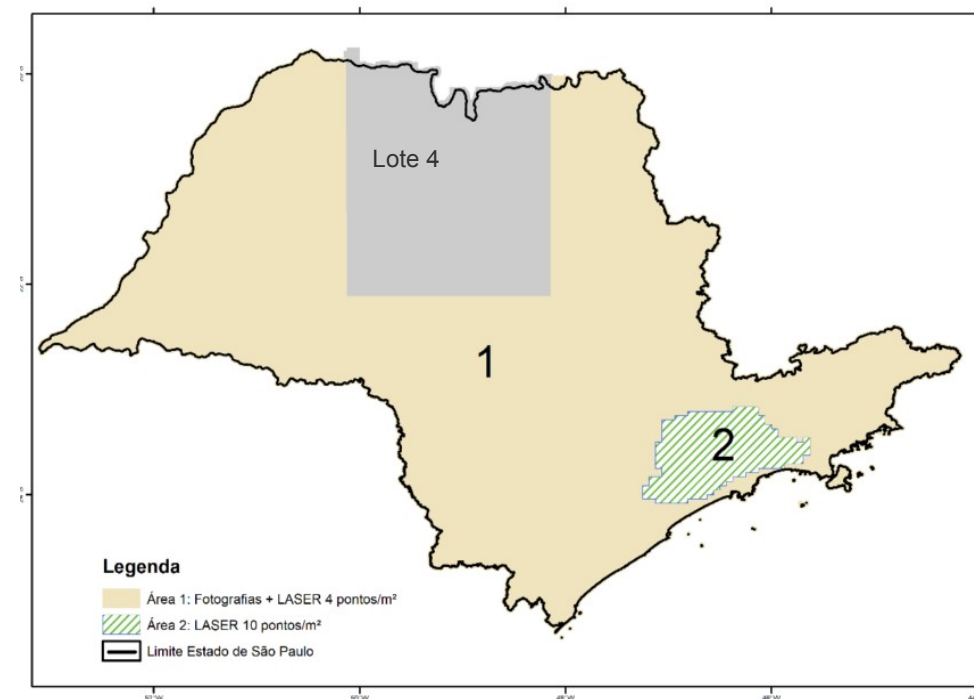 Lote 4
1
2
Legenda
Área 1: Fotografias + LASER 4 pontos/m²
Área 2: LASER 10 pontos/m²
Limite Estado de São Paulo